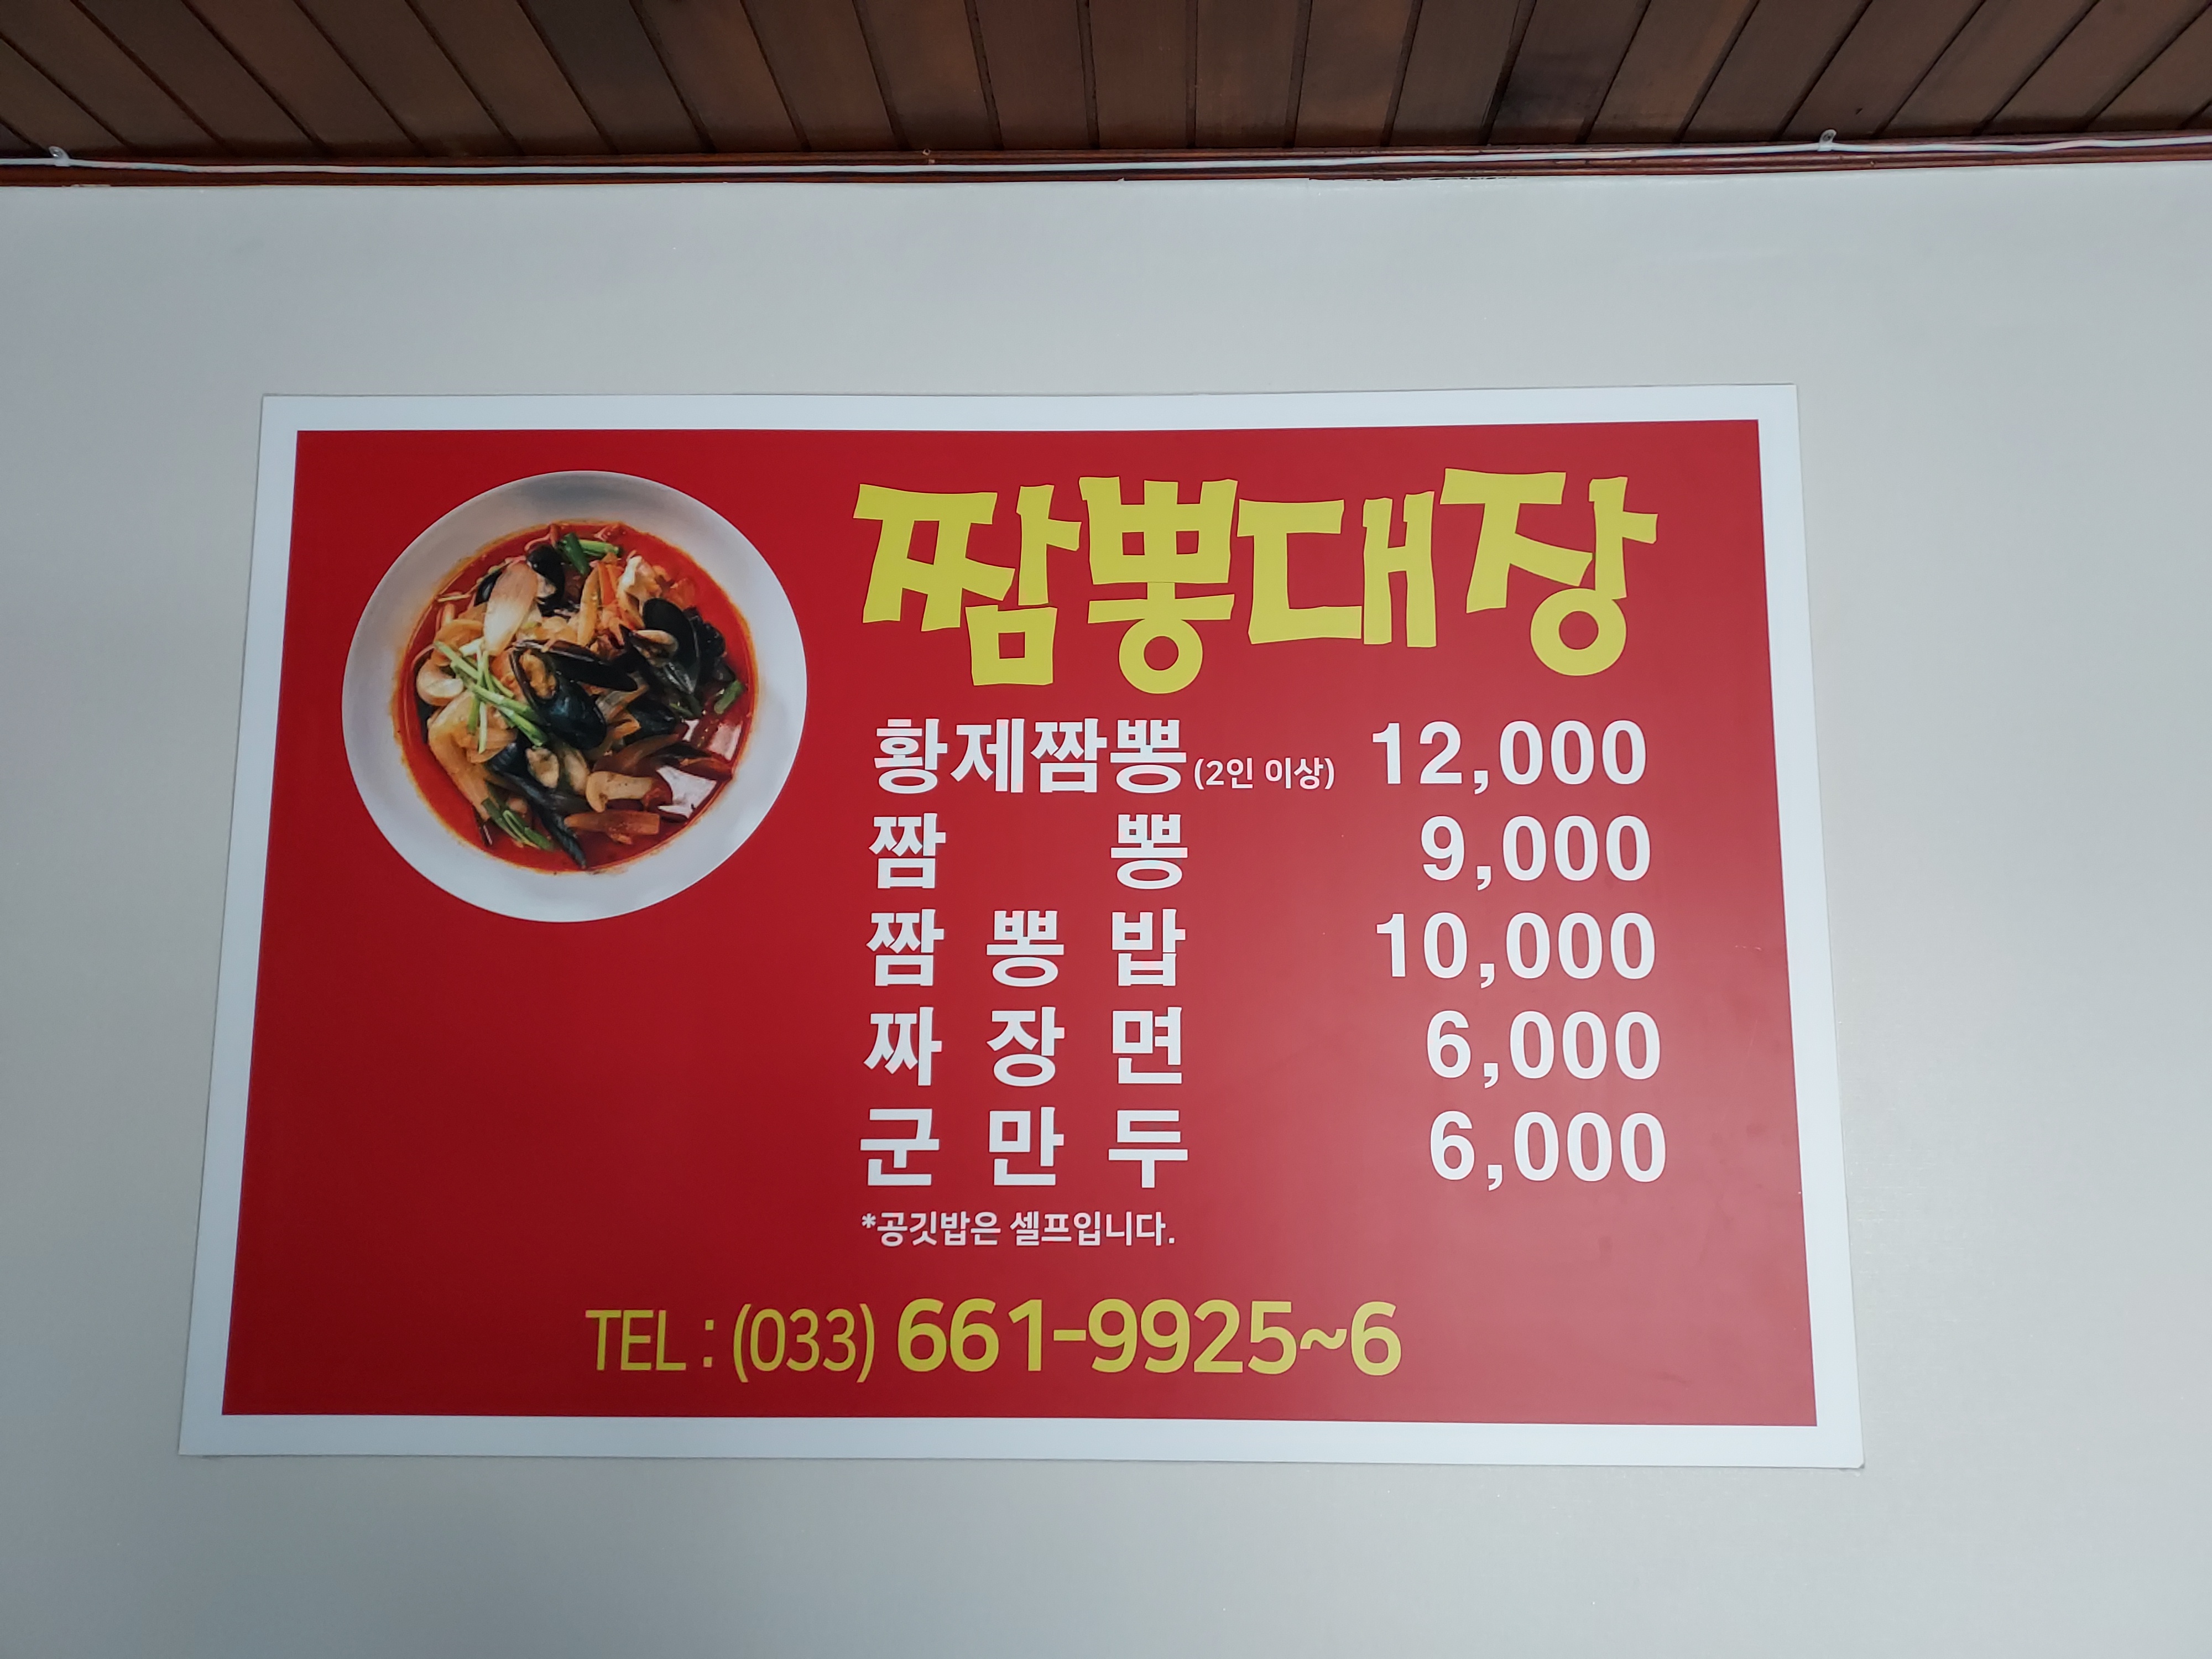 짬뽕대장
황제짬뽕(2인 이상) 12,000
짬 뽕 9,000
짬 뽕 밥 10,000
짜 장 면 6,000
군 만 두 6,000
*공깃밥은 셀프입니다.
TEL : (033) 661-9925~6